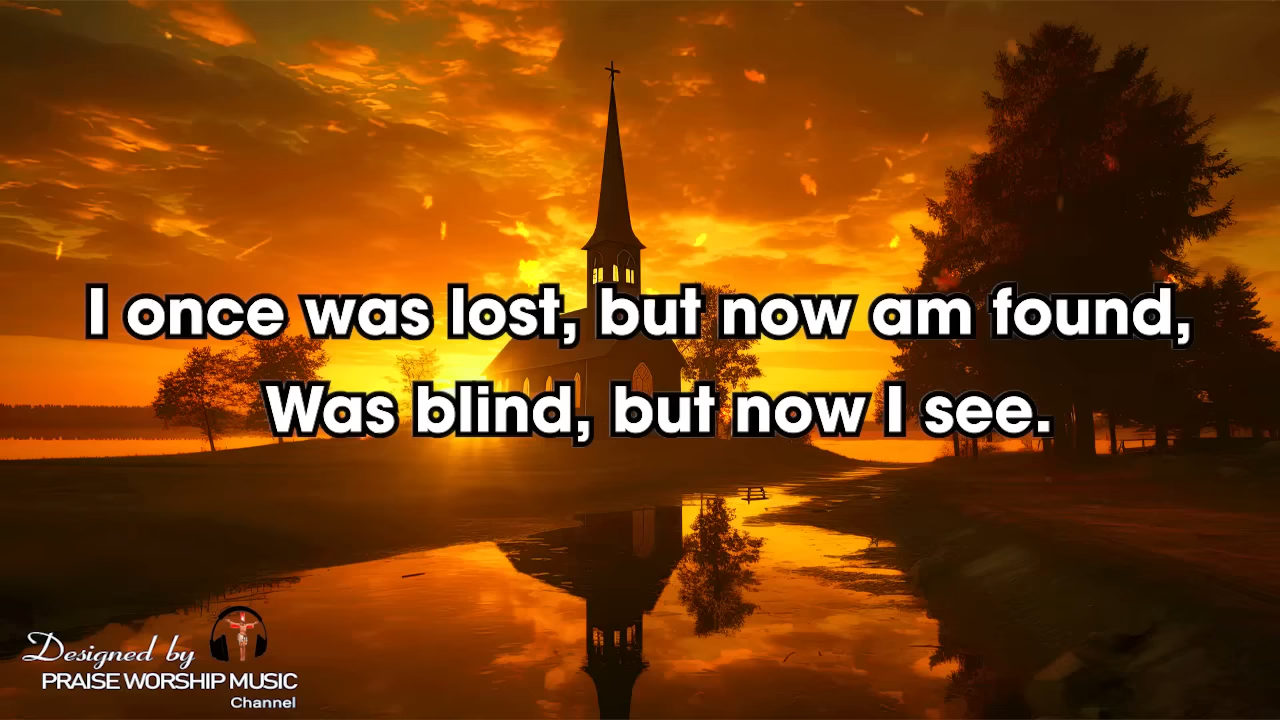 I once was lost, but now am found,
Was blind, but now I see.
Designed by
PRAISE WORSHIP MUSIC
Channel